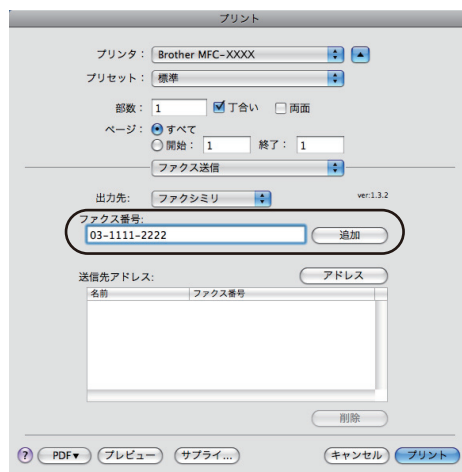 プリント
プリンタ： Brother MFC-XXXX
プリセット： 標準
部数： 1 丁合い 両面
ページ： すべて
開始： 1 終了： 1
ファクス送信
出力先： ファクシミリ ver:1.3.2
ファクス番号:
03-1111-2222 追加
送信先アドレス: アドレス
名前 ファクス番号
削除
? PDF▼ プレビュー サプライ... キャンセル プリント